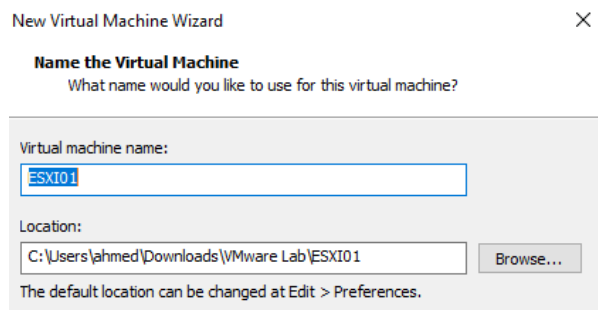 New Virtual Machine Wizard
Name the Virtual Machine
What name would you like to use for this virtual machine?
Virtual machine name:
ESXI01
Location:
C:\Users\ahmed\Downloads\VMware Lab\ESXI01
Browse...
The default location can be changed at Edit > Preferences.